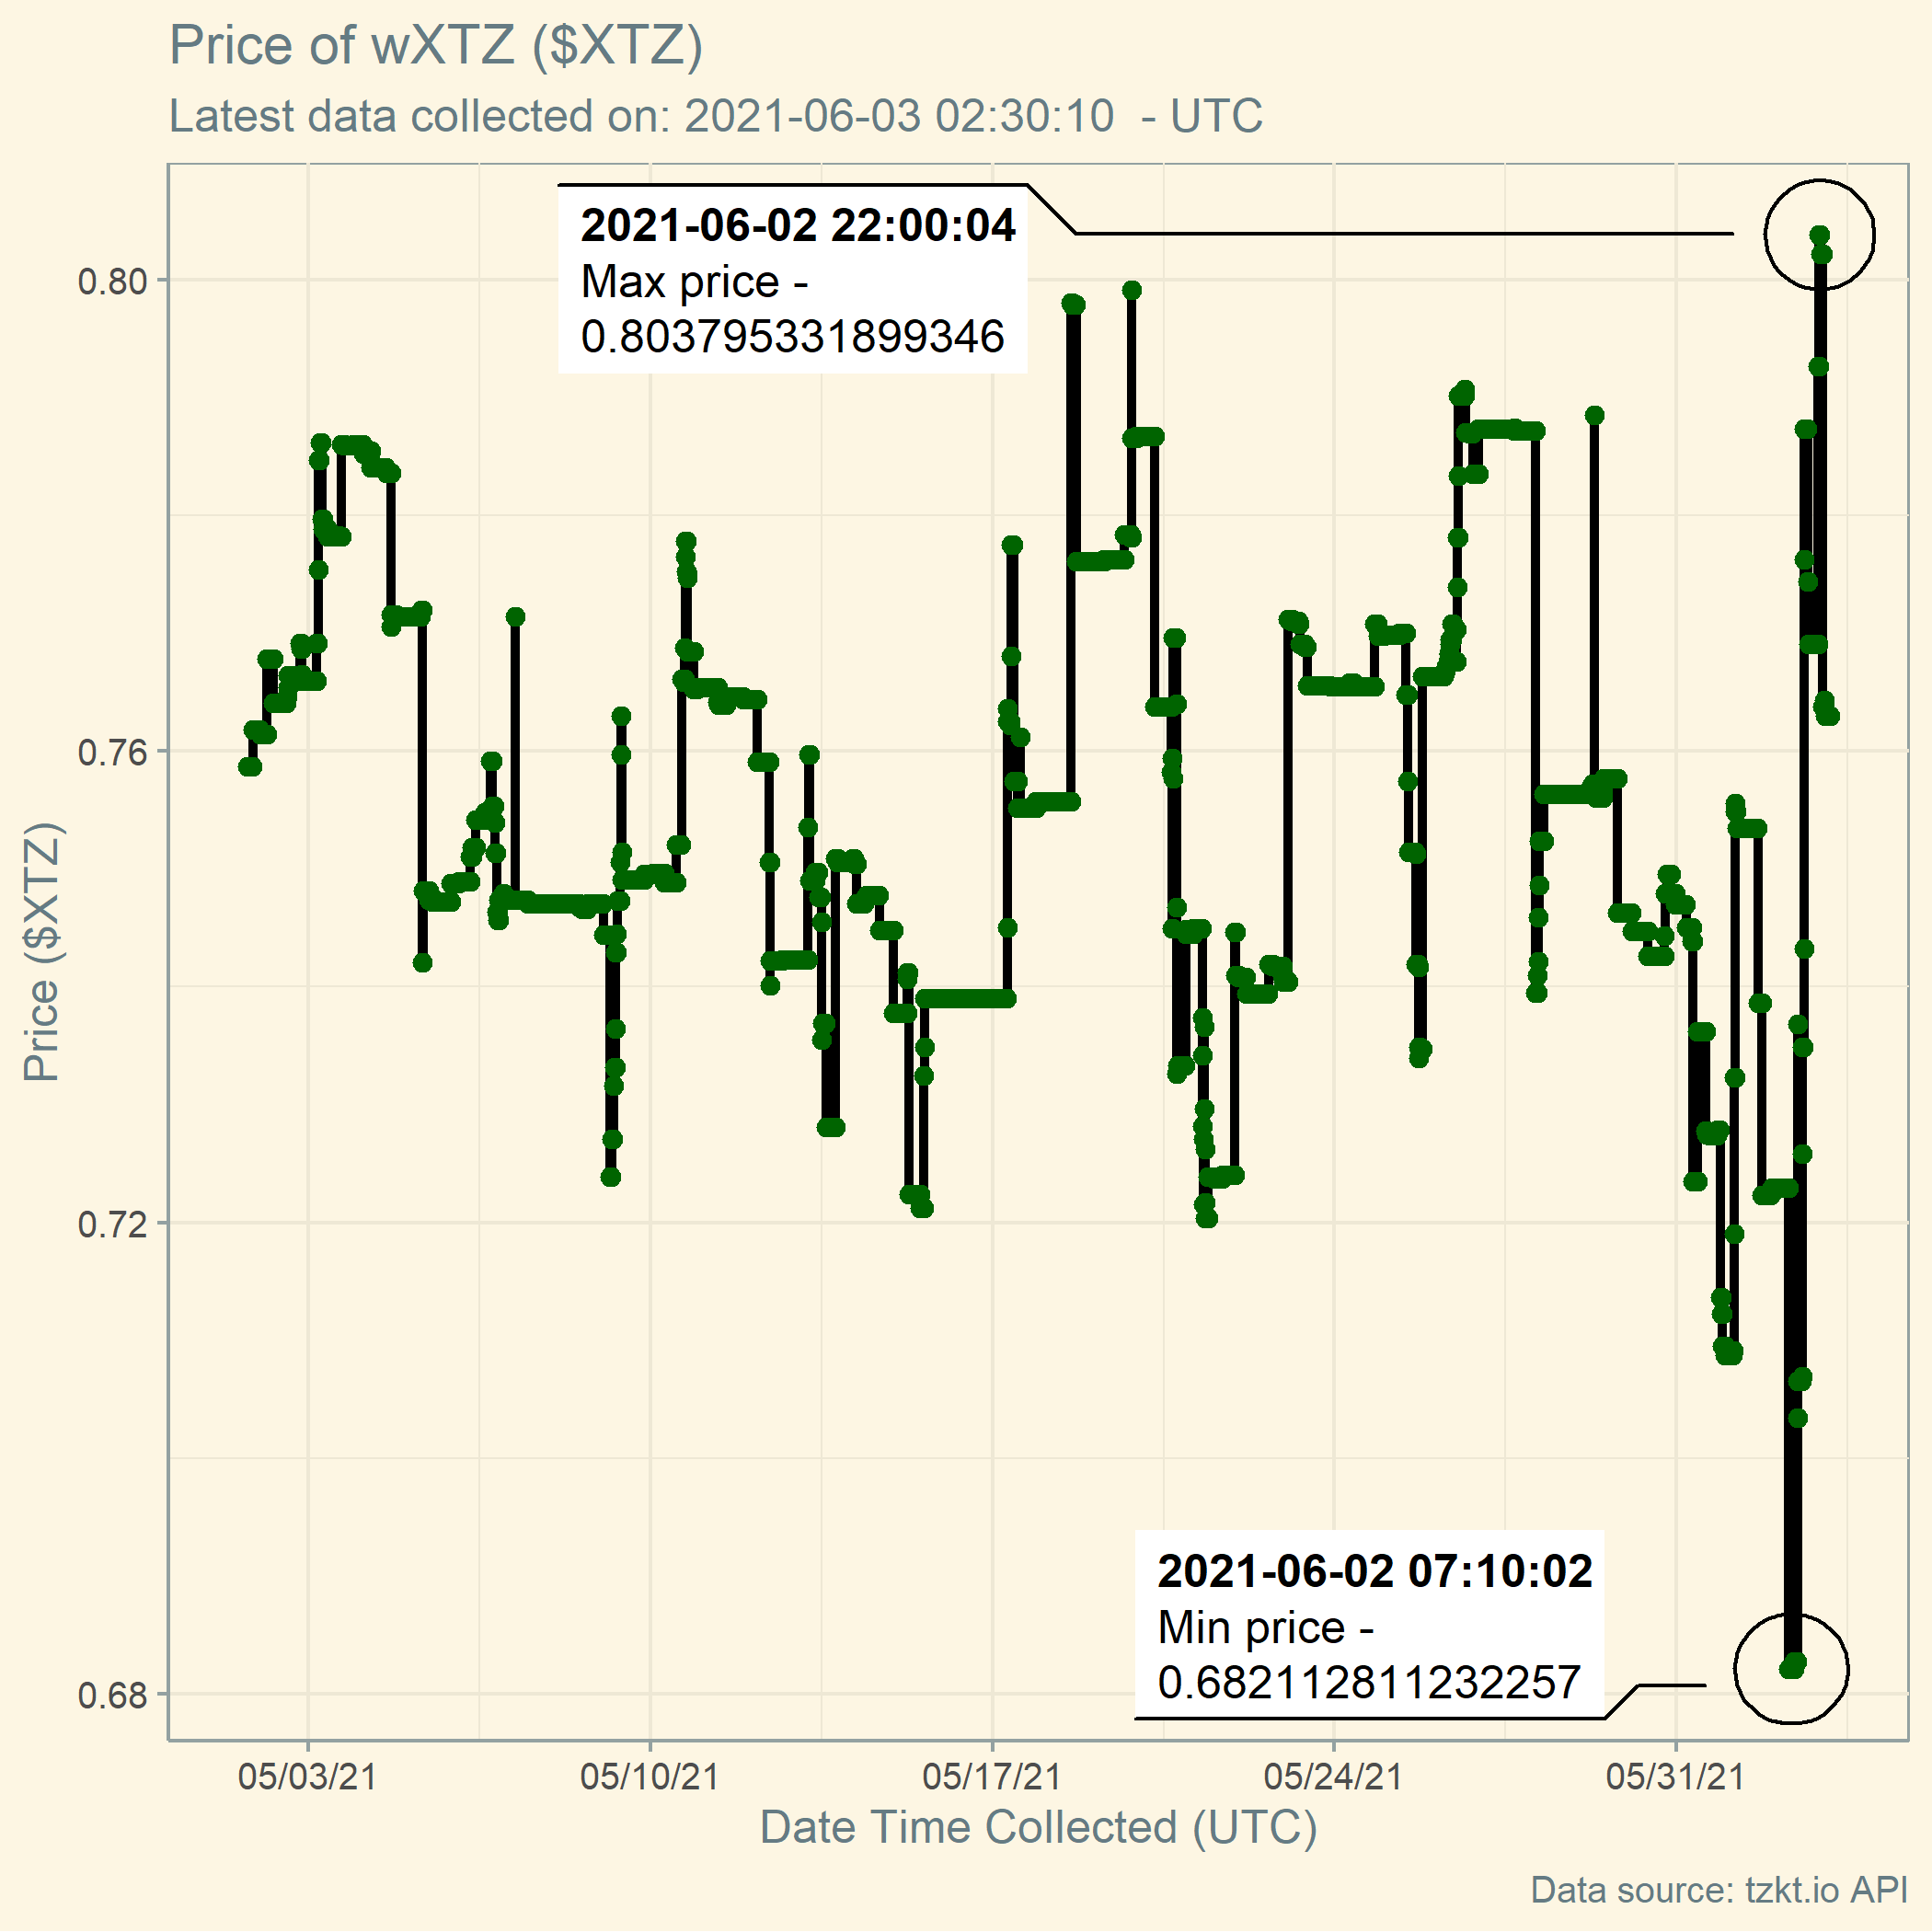 Price of wXTZ ($XTZ)
Latest data collected on: 2021-06-03 02:30:10  - UTC
2021-06-02 22:00:04
Max price -
0.803795331899346
0.80
0.76
0.72
0.68
Price ($XTZ)
2021-06-02 07:10:02
Min price -
0.682112811232257
05/03/21
05/10/21
05/17/21
05/24/21
05/31/21
Date Time Collected (UTC)
Data source: tzkt.io API